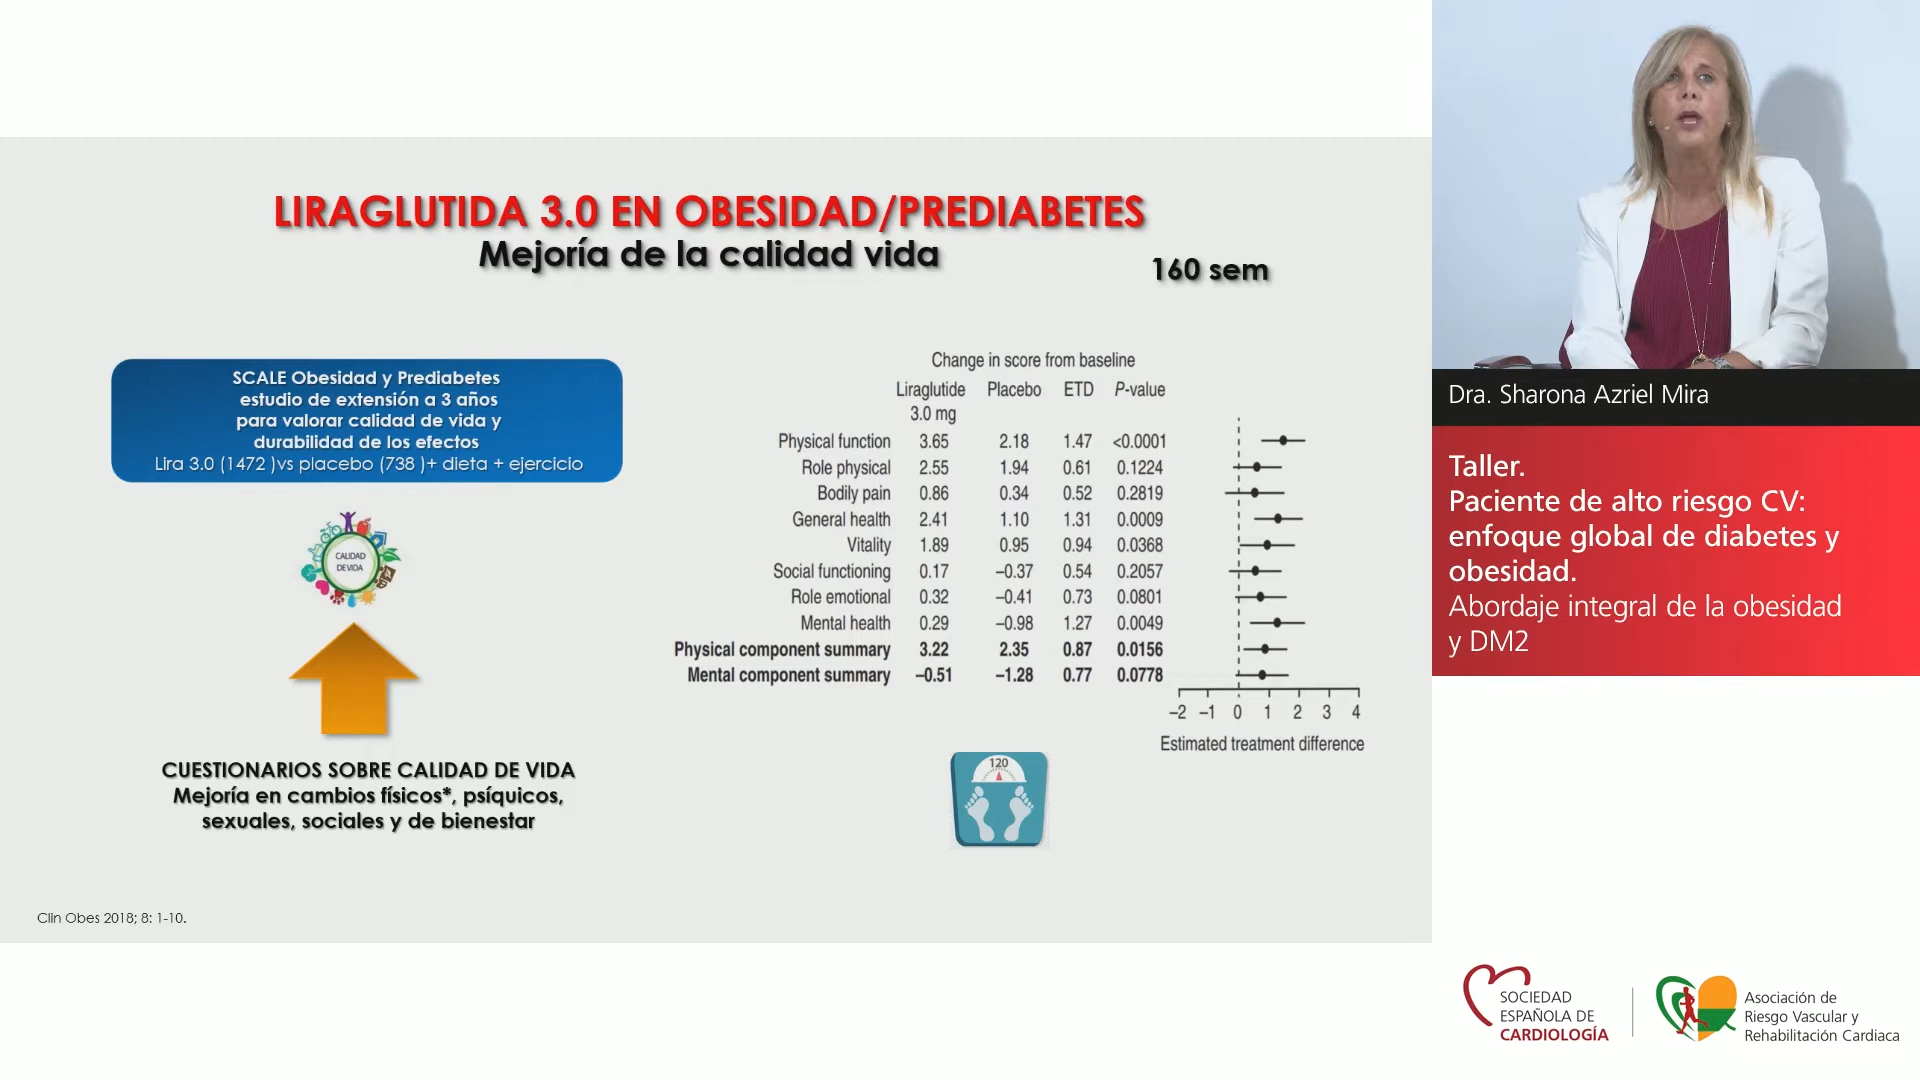 LIRAGLUTIDA 3.0 EN OBESIDAD/PREDIABETES
Mejoría de la calidad vida
160 sem
SCALE Obesidad y Prediabetes
estudio de extensión a 3 años
para valorar calidad de vida y
durabilidad de los efectos
Lira 3.0 (1472 )vs placebo (738 )+ dieta + ejercicio
CALIDAD
DE VIDA
CUESTIONARIOS SOBRE CALIDAD DE VIDA
Mejoría en cambios físicos*, psíquicos,
sexuales, sociales y de bienestar
Change in score from baseline
Liraglutide Placebo ETD P-value
3.0 mg
Physical function 3.65 2.18 1.47 <0.0001
Role physical 2.55 1.94 0.61 0.1224
Bodily pain 0.86 0.34 0.52 0.2819
General health 2.41 1.10 1.31 0.0009
Vitality 1.89 0.95 0.94 0.0368
Social functioning 0.17 –0.37 0.54 0.2057
Role emotional 0.32 –0.41 0.73 0.0801
Mental health 0.29 –0.98 1.27 0.0049
Physical component summary 3.22 2.35 0.87 0.0156
Mental component summary –0.51 –1.28 0.77 0.0778
–2 –1 0 1 2 3 4
Estimated treatment difference
120
Clin Obes 2018; 8: 1-10.
Dra. Sharona Azriel Mira
Taller.
Paciente de alto riesgo CV:
enfoque global de diabetes y
obesidad.
Abordaje integral de la obesidad
y DM2
SOCIEDAD
ESPAÑOLA DE
CARDIOLOGÍA
Asociación de
Riesgo Vascular y
Rehabilitación Cardiaca